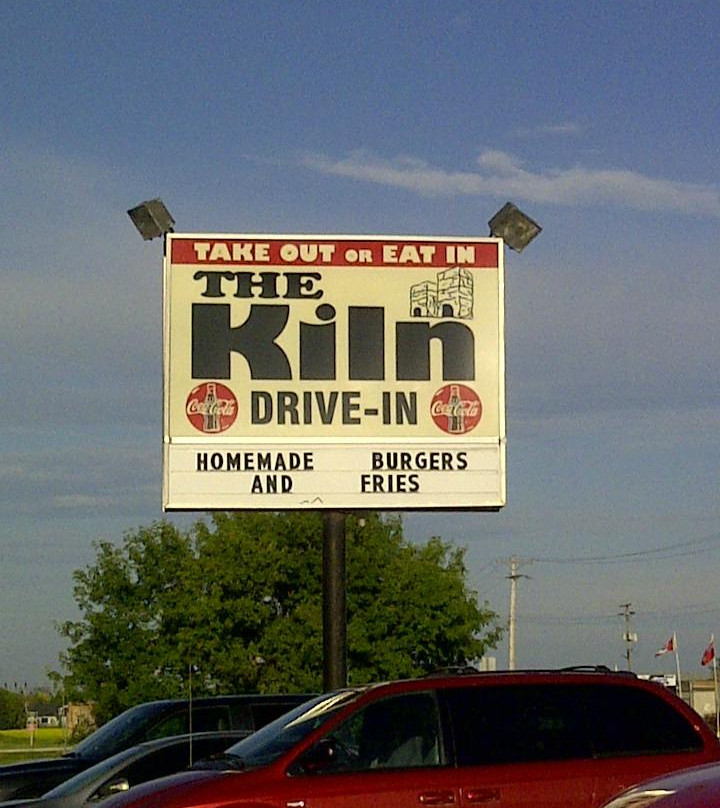 TAKE OUT OR EAT IN
THE
Kiln
Coca-Cola DRIVE-IN Coca-Cola
HOMEMADE BURGERS
AND FRIES